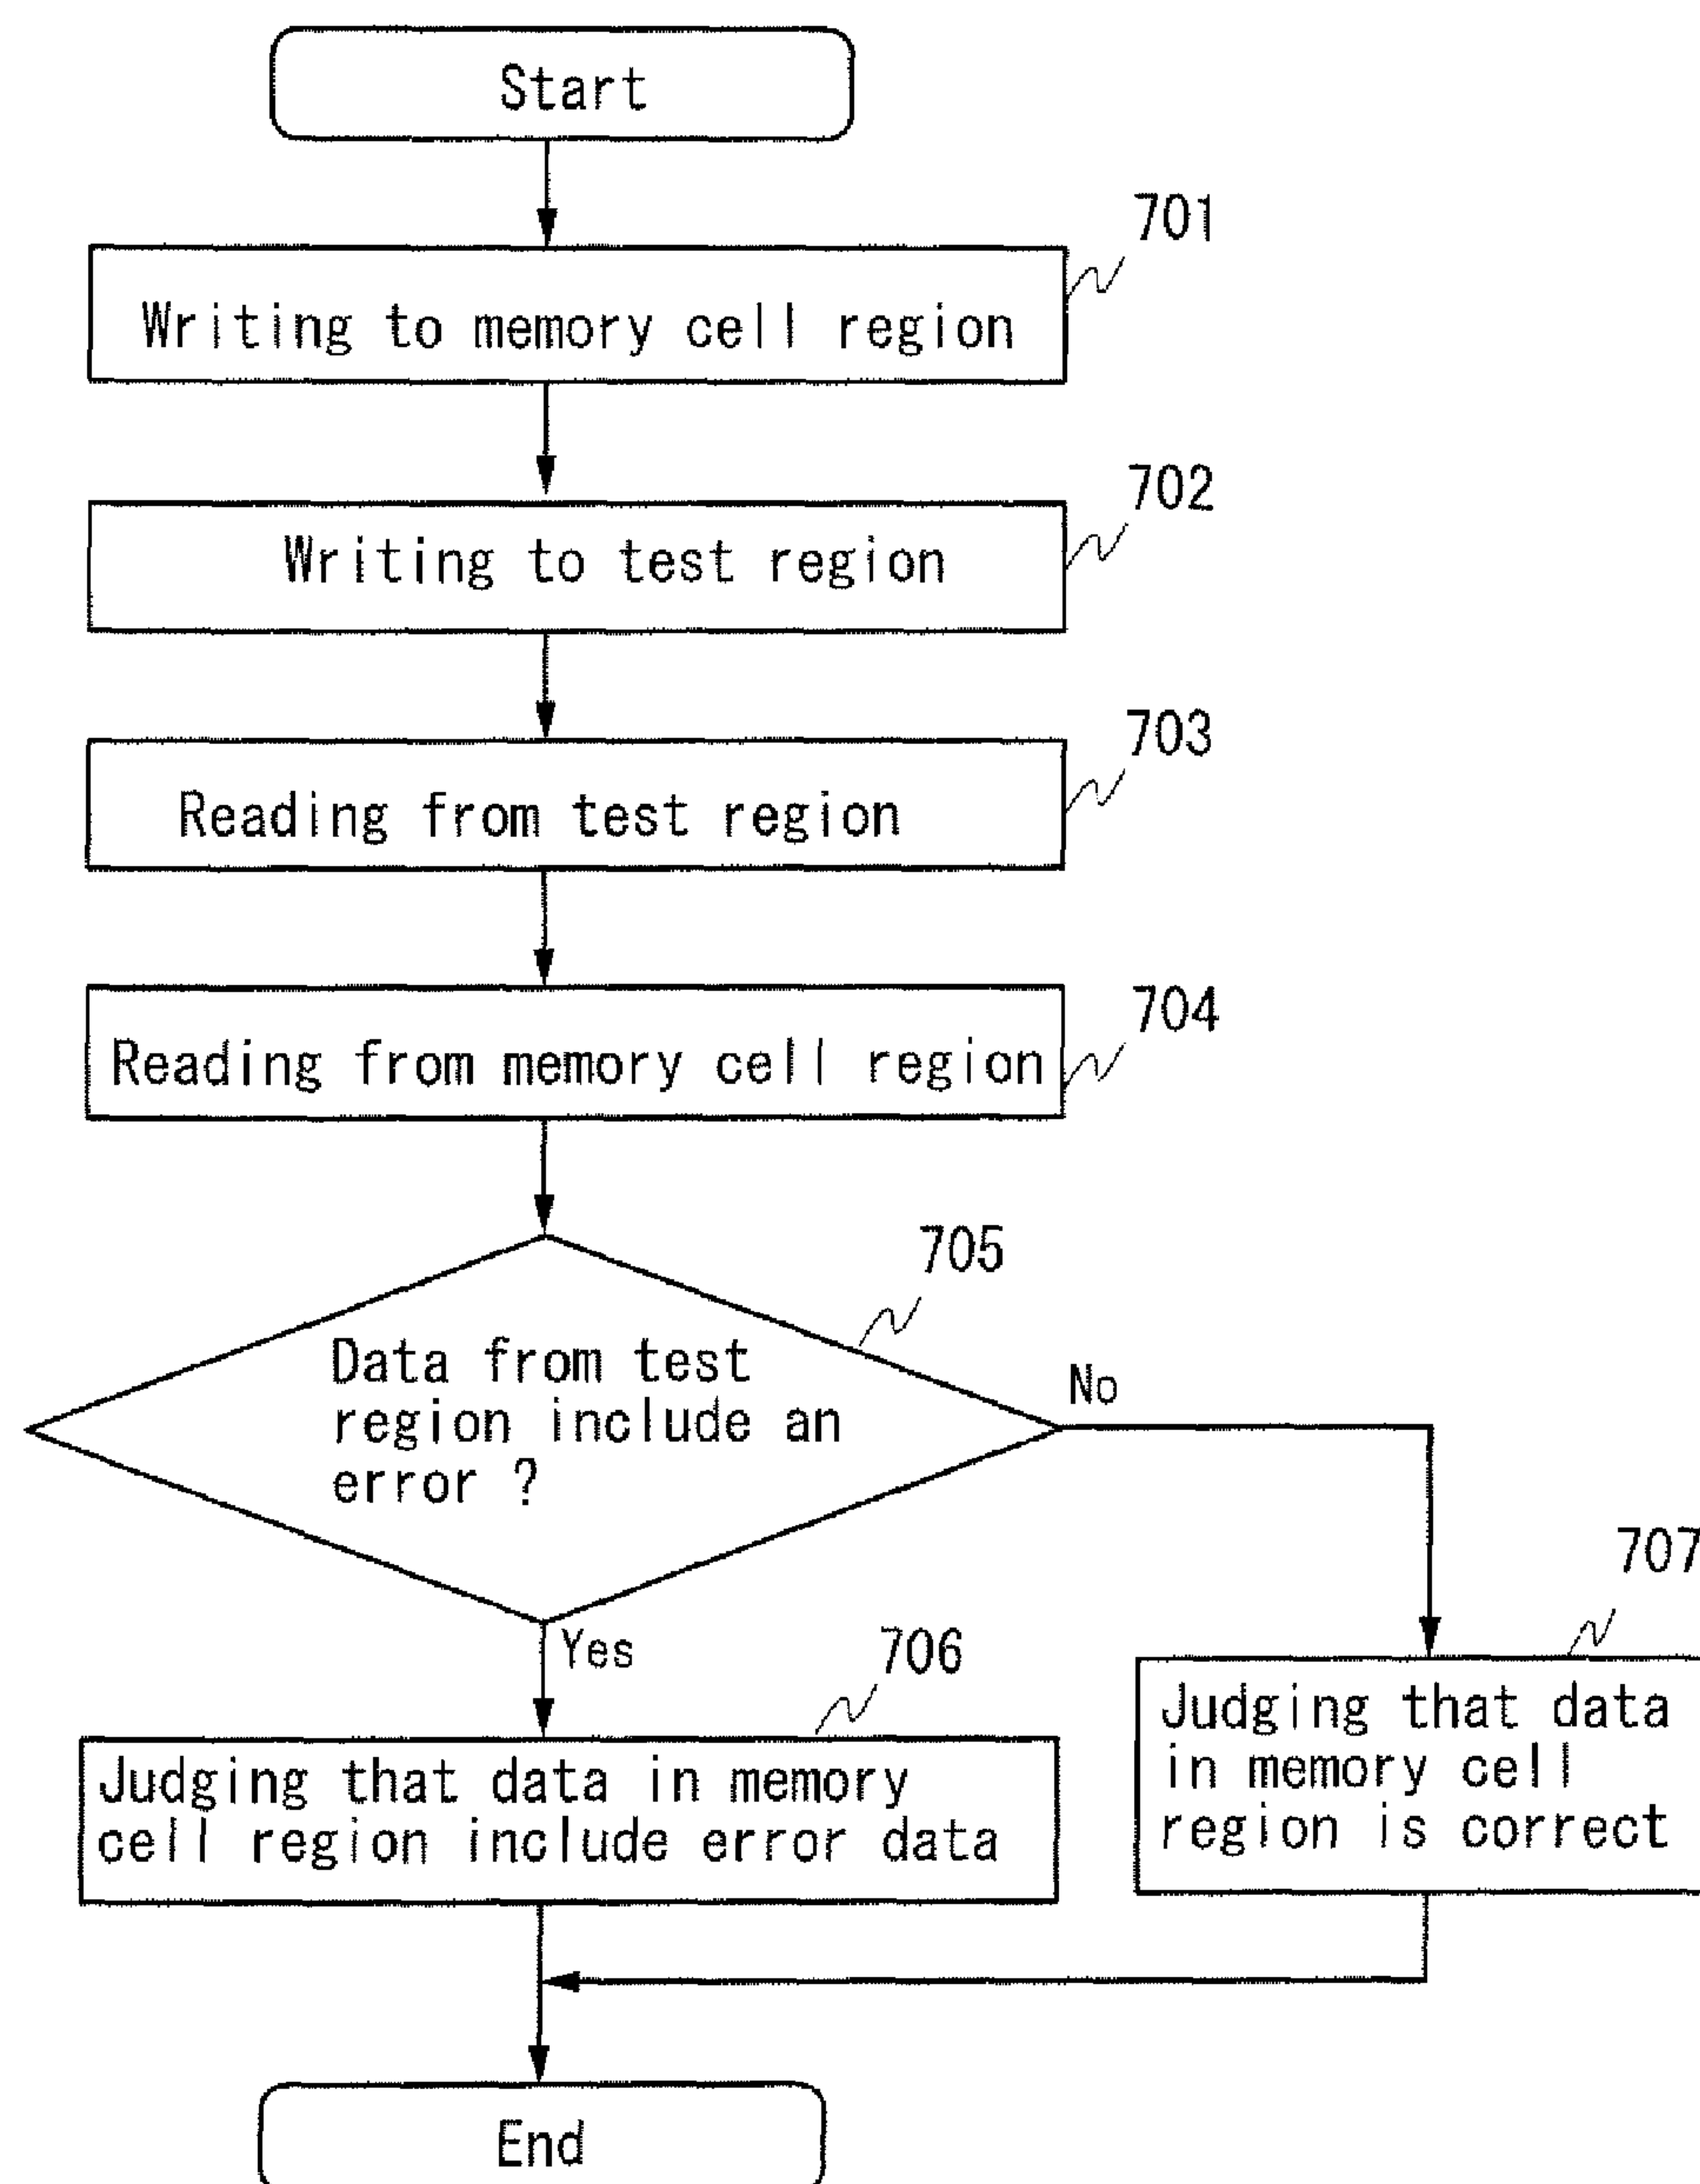 Start
701
Writing to memory cell region
702
Writing to test region
703
Reading from test region
704
Reading from memory cell region
705
Data from test
region include an
error ?
No
Yes
706
707
Judging that data in memory
cell region include error data
Judging that data
in memory cell
region is correct
End